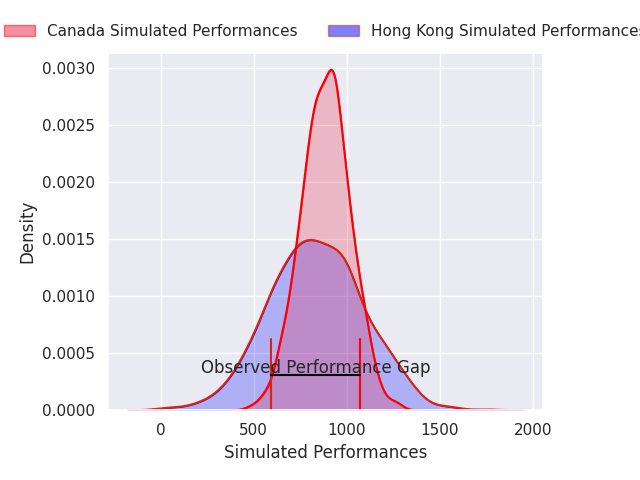 Canada Simulated Performances
Hong Kong Simulated Performances
0.0030
0.0025
0.0020
0.0015
0.0010
0.0005
0.0000
Density
Observed Performance Gap
0
500
1000
1500
2000
Simulated Performances